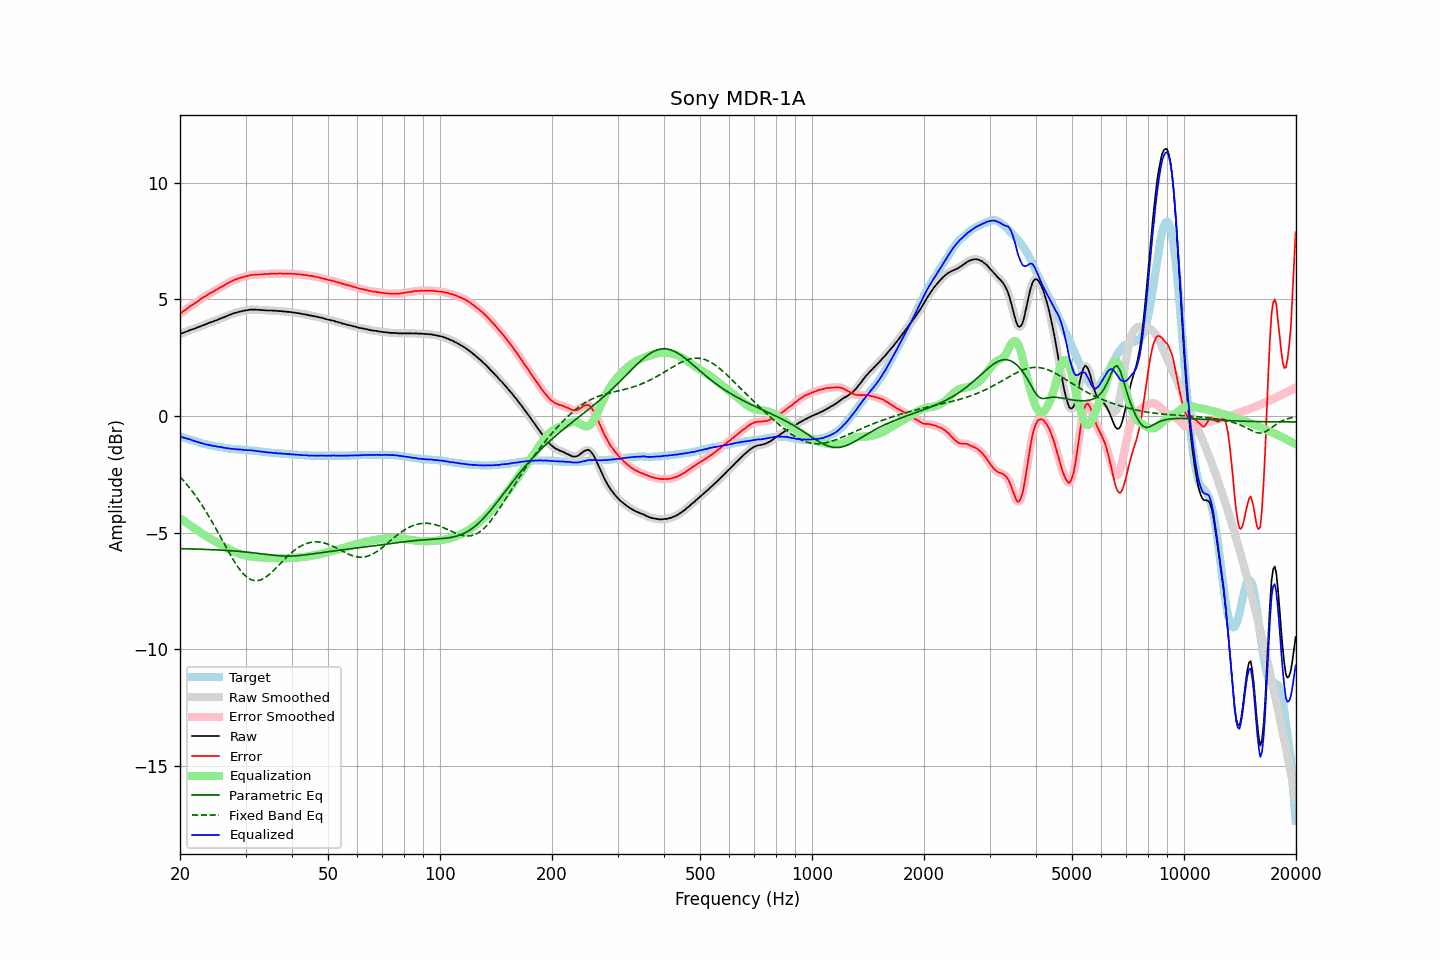 Sony MDR-1A
Amplitude (dBr)
10
5
0
−5
−10
−15
Target
Raw Smoothed
Error Smoothed
Raw
Error
Equalization
Parametric Eq
Fixed Band Eq
Equalized
20 50 100 200 500 1000 2000 5000 10000 20000
Frequency (Hz)